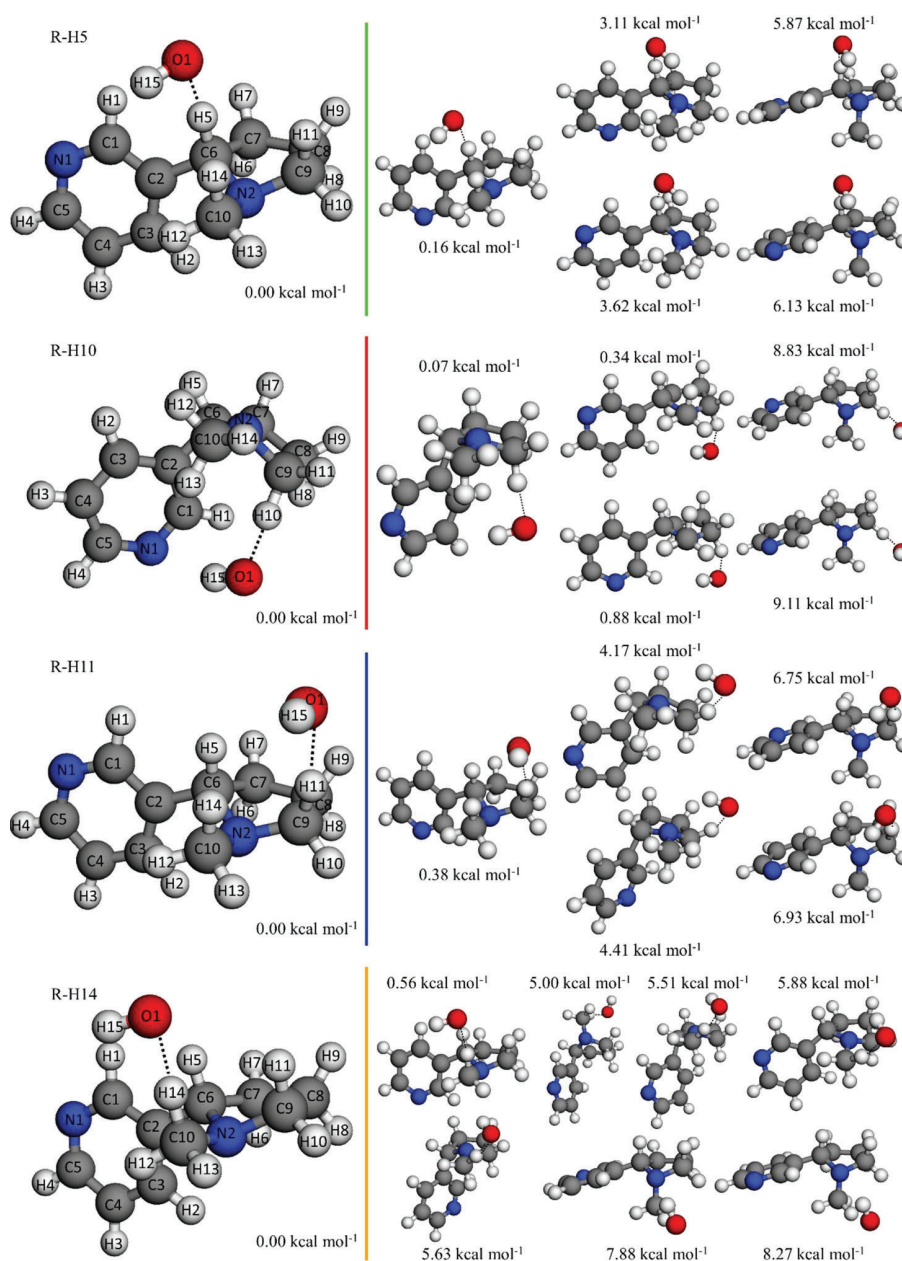 R-H5
O1
H15
H1
H5
H7
H9
H11
C1
C6
C7
C8
N1
C2
H14
H6
C9
H8
N2
H10
C5
C10
H4
C4
C3
H12
H2
H13
H3
0.00 kcal mol⁻¹
0.16 kcal mol⁻¹
3.11 kcal mol⁻¹
5.87 kcal mol⁻¹
3.62 kcal mol⁻¹
6.13 kcal mol⁻¹
R-H10
H5
H7
H12
C6
C7
N2
H2
C10
H14
H9
C8
C3
C2
C9
H11
H13
H8
H3
C4
C1
H1
H10
C5
N1
H4
H15
O1
0.00 kcal mol⁻¹
0.07 kcal mol⁻¹
0.34 kcal mol⁻¹
8.83 kcal mol⁻¹
0.88 kcal mol⁻¹
9.11 kcal mol⁻¹
R-H11
O1
H15
H1
H5
H7
H9
C1
C6
C7
H11
N1
C2
H14
C8
H6
H4
C5
N2
C9
H8
C3
C10
C4
H12
H10
H2
H13
H3
0.00 kcal mol⁻¹
0.38 kcal mol⁻¹
4.17 kcal mol⁻¹
6.75 kcal mol⁻¹
4.41 kcal mol⁻¹
6.93 kcal mol⁻¹
R-H14
O1
H15
H1
H5
H7
H11
H9
H14
C1
C6
C7
C9
C8
N1
C2
C10
N2
H6
H10
H8
C5
H12
H13
H4
C3
C4
H2
H3
0.00 kcal mol⁻¹
0.56 kcal mol⁻¹
5.00 kcal mol⁻¹
5.51 kcal mol⁻¹
5.88 kcal mol⁻¹
5.63 kcal mol⁻¹
7.88 kcal mol⁻¹
8.27 kcal mol⁻¹